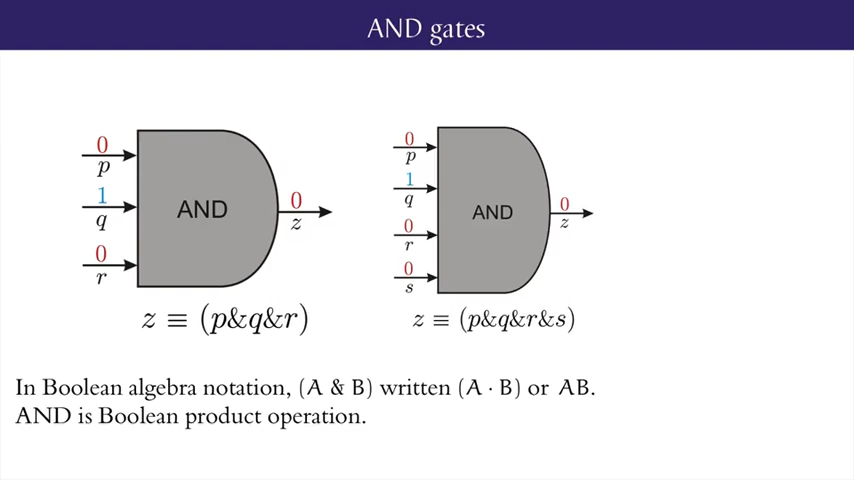 AND gates
0
p
1
q
0
r
AND
0
z
z ≡ (p&q&r)
0
p
1
q
0
r
0
s
AND
0
z
z ≡ (p&q&r&s)
In Boolean algebra notation, (A & B) written (A · B) or AB.
AND is Boolean product operation.